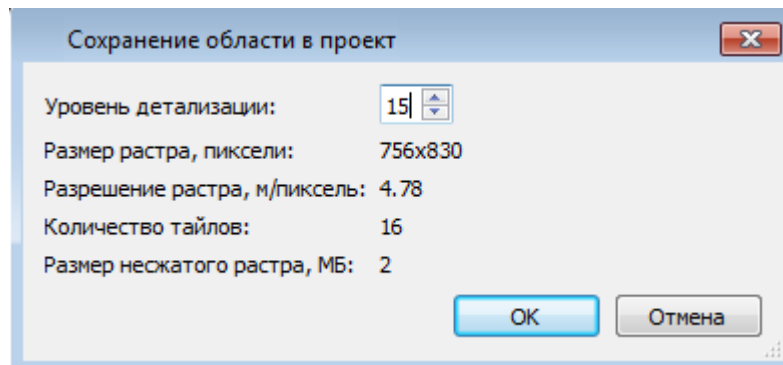 Сохранение области в проект
Уровень детализации: 15
Размер растра, пиксели: 756x830
Разрешение растра, м/пиксель: 4.78
Количество тайлов: 16
Размер несжатого растра, МБ: 2
OK Отмена